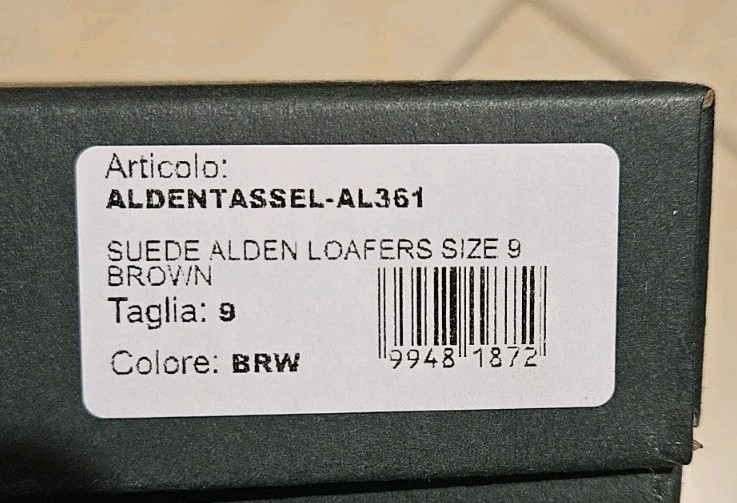 Articolo:
ALDENTASSEL-AL361
SUEDE ALDEN LOAFERS SIZE 9
BROWN
Taglia: 9
Colore: BRW
9948 1872